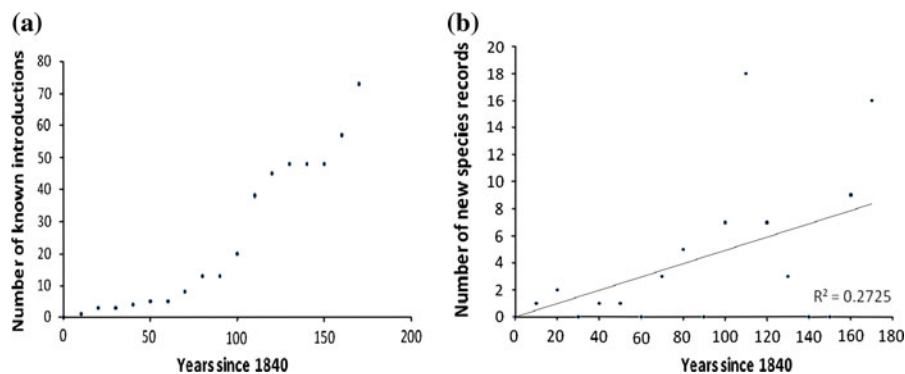 (a)
Number of known introductions
80
70
60
50
40
30
20
10
0
0 50 100 150 200
Years since 1840
(b)
Number of new species records
20
18
16
14
12
10
8
6
4
2
0
R² = 0.2725
0 20 40 60 80 100 120 140 160 180
Years since 1840